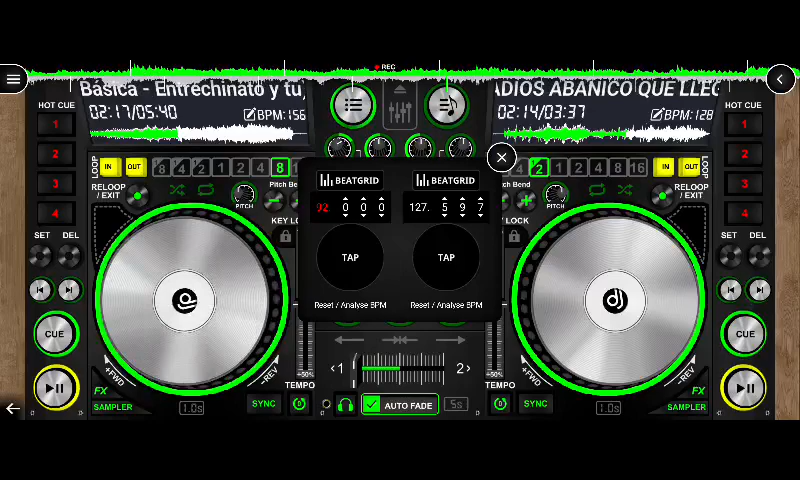 REC
Básica - Entrechinato y tu,
ADIOS ABANICO QUE LLEG
02:17/05:40
BPM:156
02:14/03:37
BPM:128
HOT CUE
1
2
3
4
SET
DEL
CUE
HOT CUE
1
2
3
4
SET
DEL
CUE
LOOP
IN
OUT
/8
/4
/2
1
2
4
8
4
2
1
2
4
8
16
IN
OUT
LOOP
RELOOP
/ EXIT
PITCH
Pitch Bend
KEY L
Bend
PITCH
RELOOP
/ EXIT
LOCK
BEATGRID
BEATGRID
92
0 0 0
127.
5 9 7
TAP
TAP
Reset / Analyse BPM
Reset / Analyse BPM
+FWD
-REV
+FWD
-REV
1
2
+50%
+50%
TEMPO
TEMPO
FX
SAMPLER
1.0s
SYNC
AUTO FADE
5s
SYNC
1.0s
FX
SAMPLER